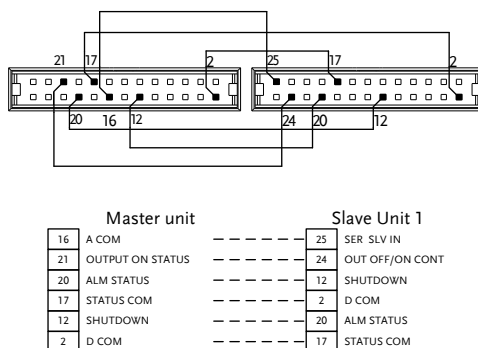 21 17 2 25 17 2
20 16 12 24 20 12
Master unit Slave Unit 1
16 A COM 25 SER SLV IN
21 OUTPUT ON STATUS 24 OUT OFF/ON CONT
20 ALM STATUS 12 SHUTDOWN
17 STATUS COM 2 D COM
12 SHUTDOWN 20 ALM STATUS
2 D COM 17 STATUS COM